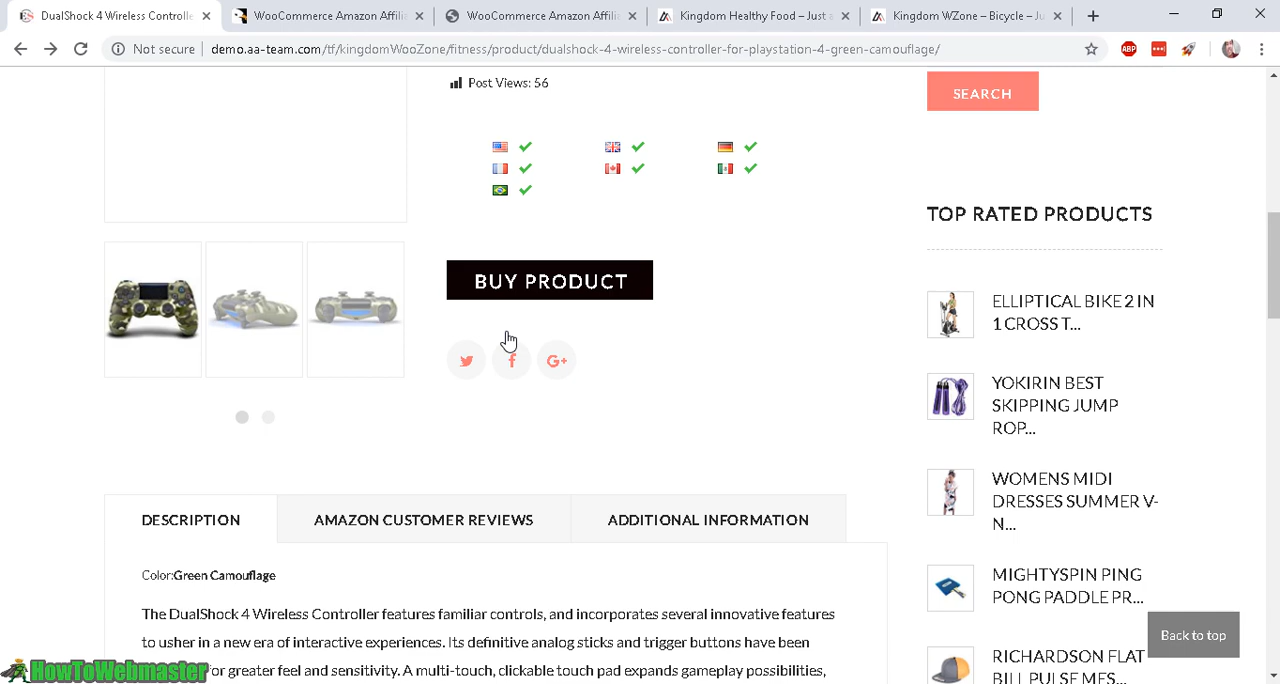 DualShock 4 Wireless Controlle
WooCommerce Amazon Affilia
WooCommerce Amazon Affilia
Kingdom Healthy Food – Just a
Kingdom WZone – Bicycle – Ju
Not secure
demo.aa-team.com/tf/kingdomWooZone/fitness/product/dualshock-4-wireless-controller-for-playstation-4-green-camouflage/
ABP
Post Views: 56
BUY PRODUCT
G+
DESCRIPTION
AMAZON CUSTOMER REVIEWS
ADDITIONAL INFORMATION
Color:Green Camouflage
The DualShock 4 Wireless Controller features familiar controls, and incorporates several innovative features
to usher in a new era of interactive experiences. Its definitive analog sticks and trigger buttons have been
for greater feel and sensitivity. A multi-touch, clickable touch pad expands gameplay possibilities,
SEARCH
TOP RATED PRODUCTS
ELLIPTICAL BIKE 2 IN
1 CROSS T...
YOKIRIN BEST
SKIPPING JUMP
ROP...
WOMENS MIDI
DRESSES SUMMER V-
N...
MIGHTYSPIN PING
PONG PADDLE PR...
RICHARDSON FLAT
BILL PULSE MES...
Back to top
HowToWebmaster